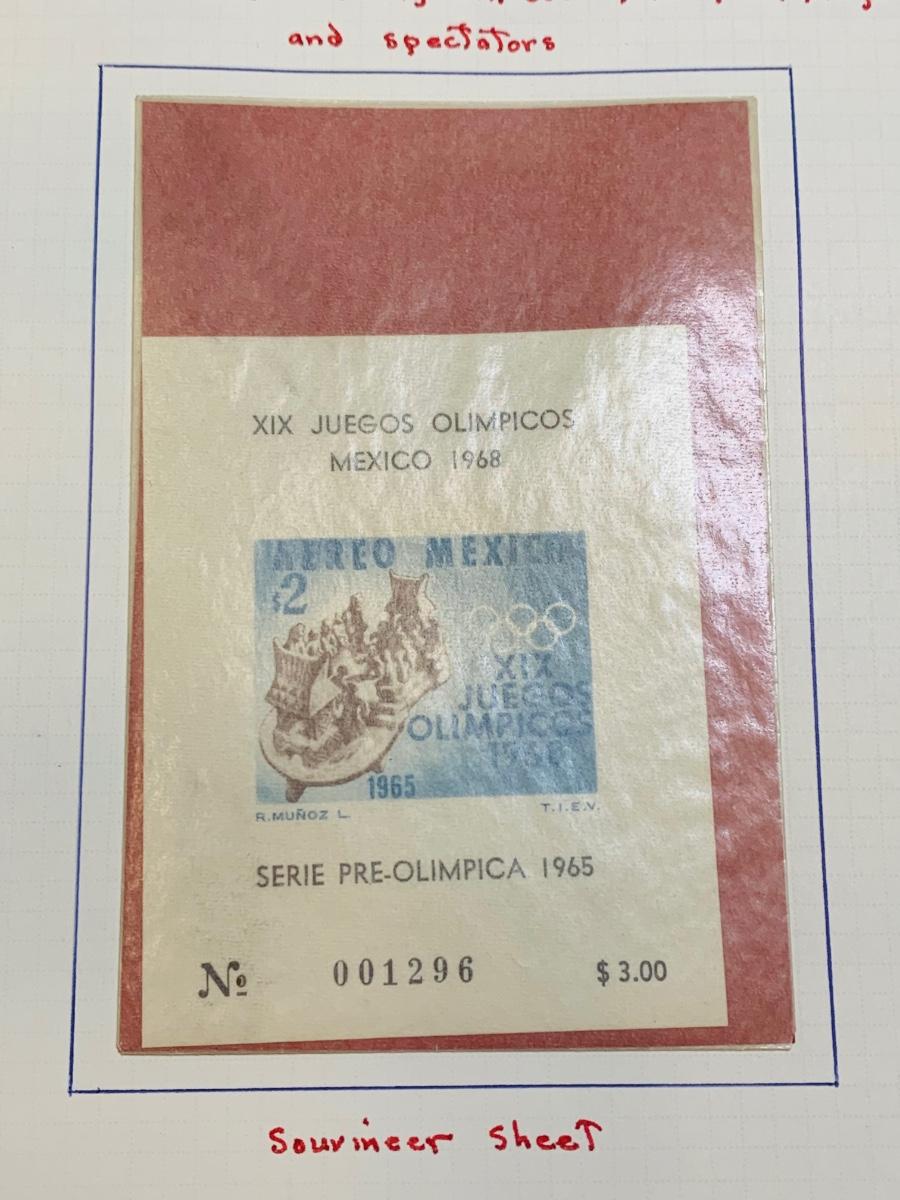 and spectators
XIX JUEGOS OLIMPICOS
MEXICO 1968
AEREO MEXICO
$2
XIX
JUEGOS
OLIMPICOS
1968
1965
R.MUÑOZ L.
T.I.E.V.
SERIE PRE-OLIMPICA 1965
Nº 001296 $ 3.00
Souvineer Sheet